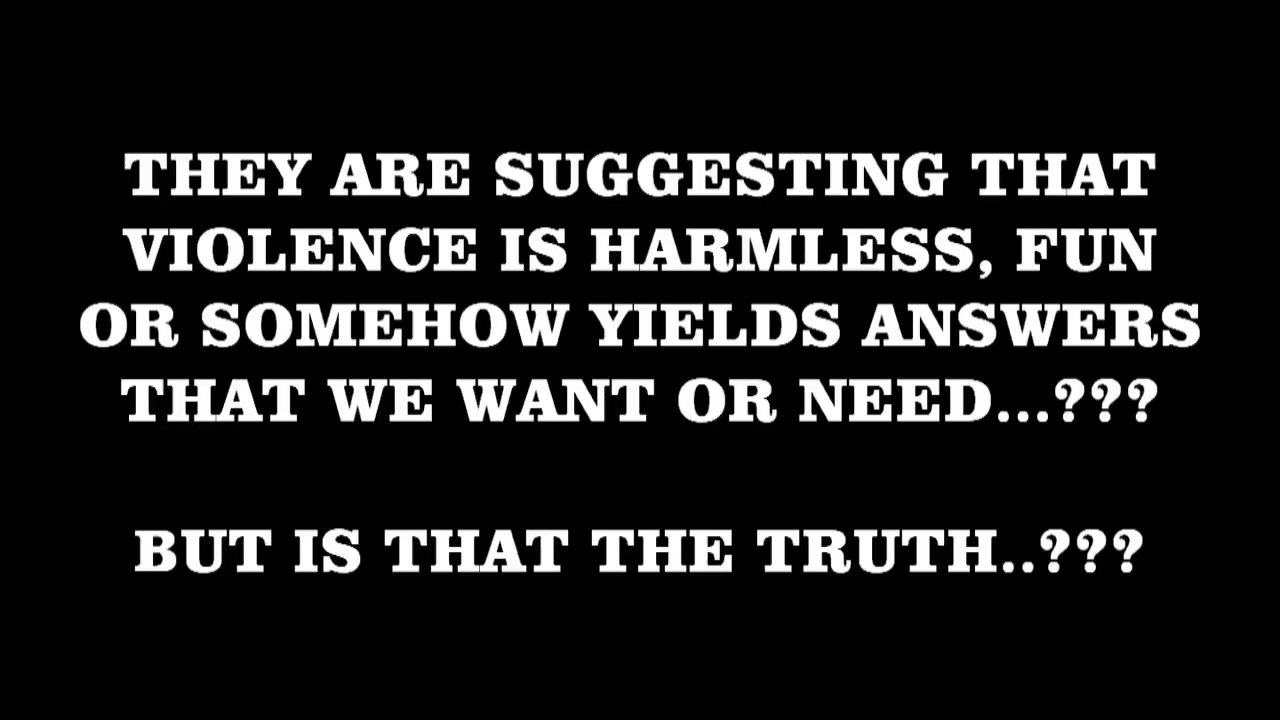 THEY ARE SUGGESTING THAT
VIOLENCE IS HARMLESS, FUN
OR SOMEHOW YIELDS ANSWERS
THAT WE WANT OR NEED...???
BUT IS THAT THE TRUTH..???